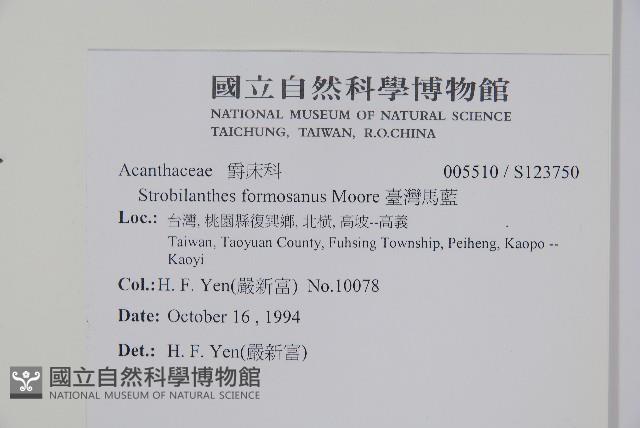 國立自然科學博物館
NATIONAL MUSEUM OF NATURAL SCIENCE
TAICHUNG, TAIWAN, R.O.CHINA
Acanthaceae 爵床科 005510 / S123750
Strobilanthes formosanus Moore 臺灣馬藍
Loc.: 台灣, 桃園縣復興鄉, 北橫, 高坡--高義
Taiwan, Taoyuan County, Fuhsing Township, Peiheng, Kaopo --
Kaoyi
Col.: H. F. Yen(嚴新富) No.10078
Date: October 16 , 1994
Det.: H. F. Yen(嚴新富)
國立自然科學博物館
NATIONAL MUSEUM OF NATURAL SCIENCE